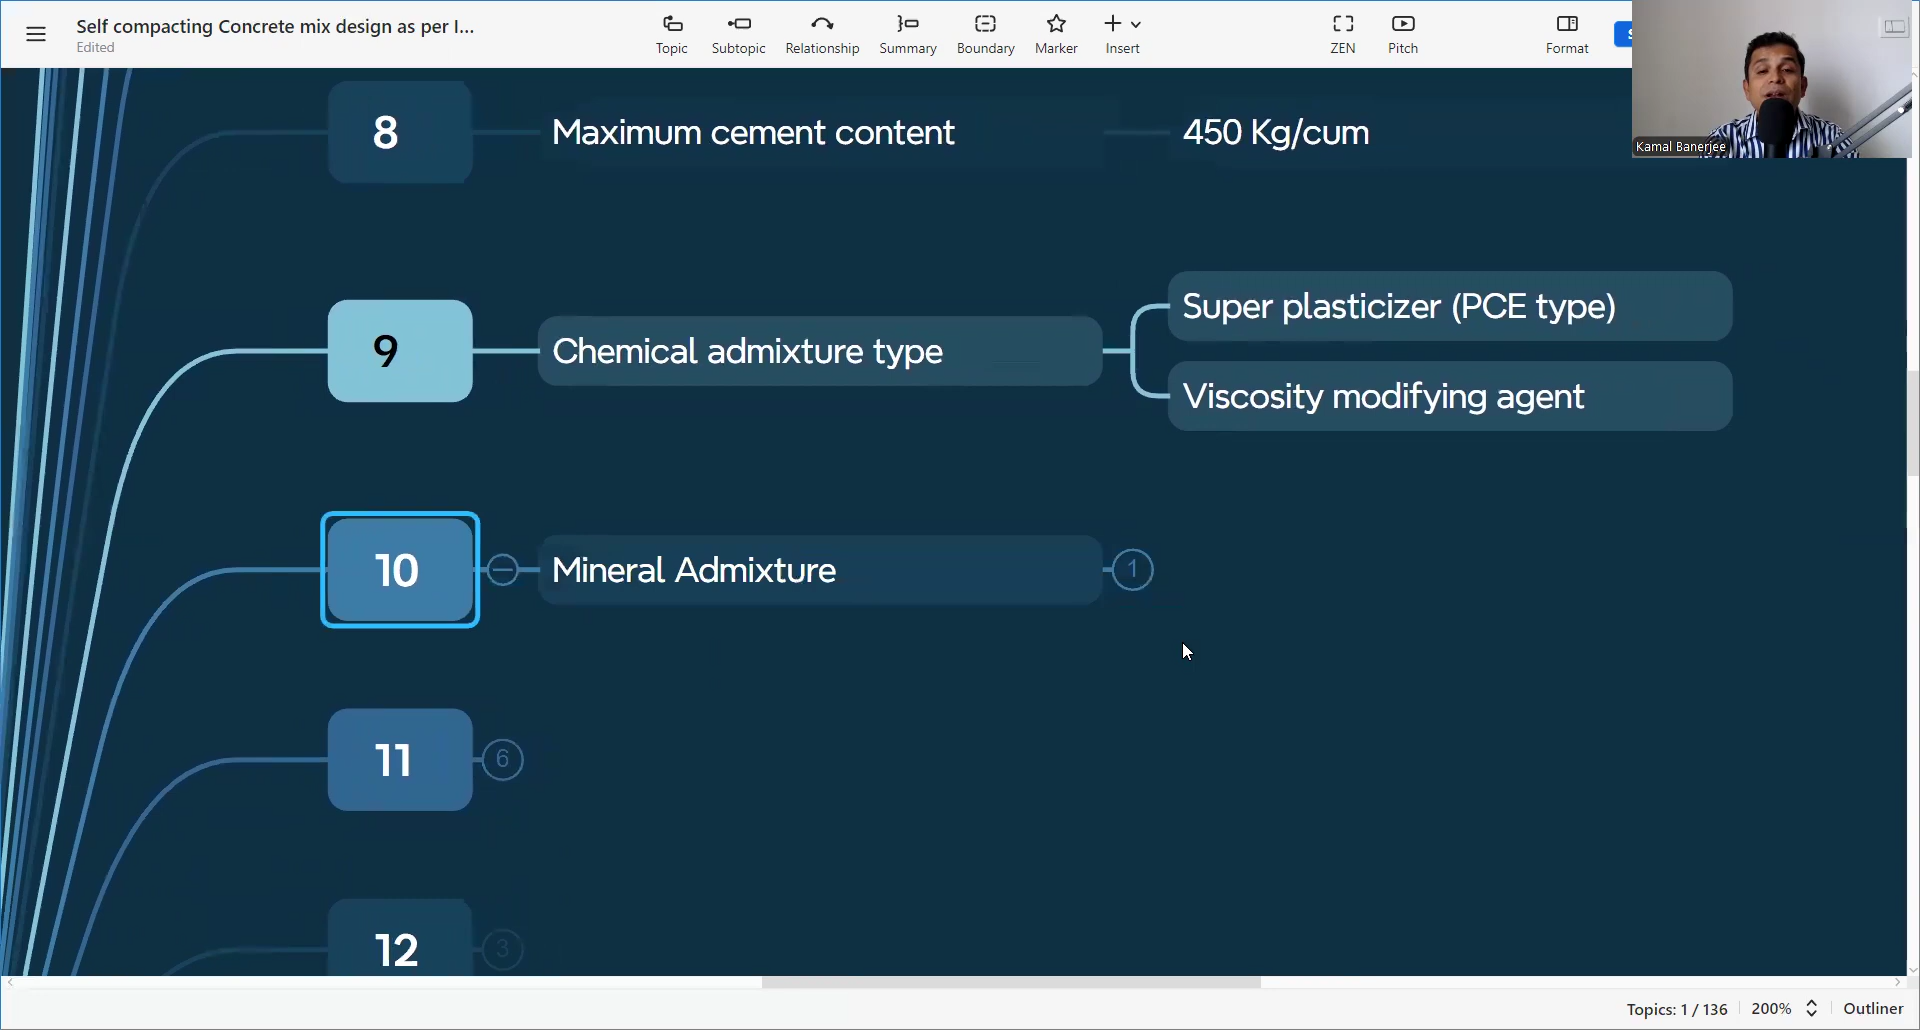 Self compacting Concrete mix design as per I...
Edited
Topic
Subtopic
Relationship
Summary
Boundary
Marker
Insert
ZEN
Pitch
Format
S
Kamal Banerjee
8
Maximum cement content
450 Kg/cum
9
Chemical admixture type
Super plasticizer (PCE type)
Viscosity modifying agent
10
Mineral Admixture
1
11
6
12
3
Topics: 1 / 136
200%
Outliner